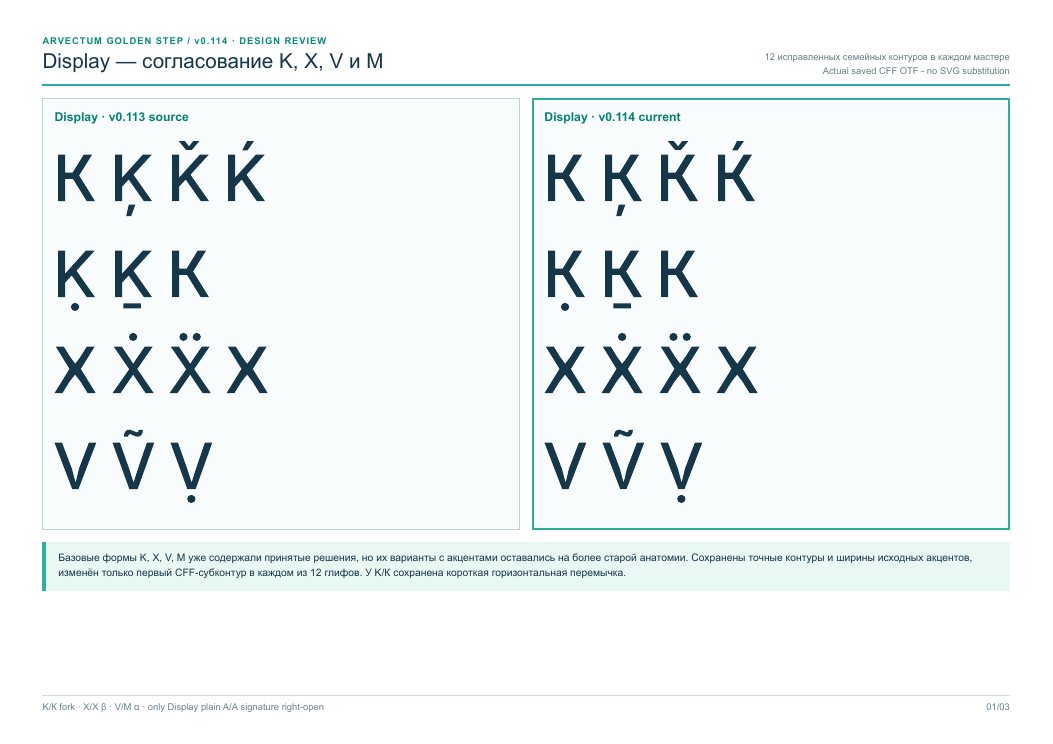 ARVECTUM GOLDEN STEP / v0.114 · DESIGN REVIEW
Display — согласование K, X, V и M
12 исправленных семейных контуров в каждом мастере
Actual saved CFF OTF - no SVG substitution
Display · v0.113 source
K Ķ Ǩ Ḱ
Ḳ Ḵ К
X Ẋ Ẍ Х
V Ṽ Ṿ
Display · v0.114 current
K Ķ Ǩ Ḱ
Ḳ Ḵ К
X Ẋ Ẍ Х
V Ṽ Ṿ
Базовые формы K, X, V, M уже содержали принятые решения, но их варианты с акцентами оставались на более старой анатомии. Сохранены точные контуры и ширины исходных акцентов,
изменён только первый CFF-субконтур в каждом из 12 глифов. У K/К сохранена короткая горизонтальная перемычка.
K/К fork · X/Х β · V/M α · only Display plain A/А signature right-open
01/03